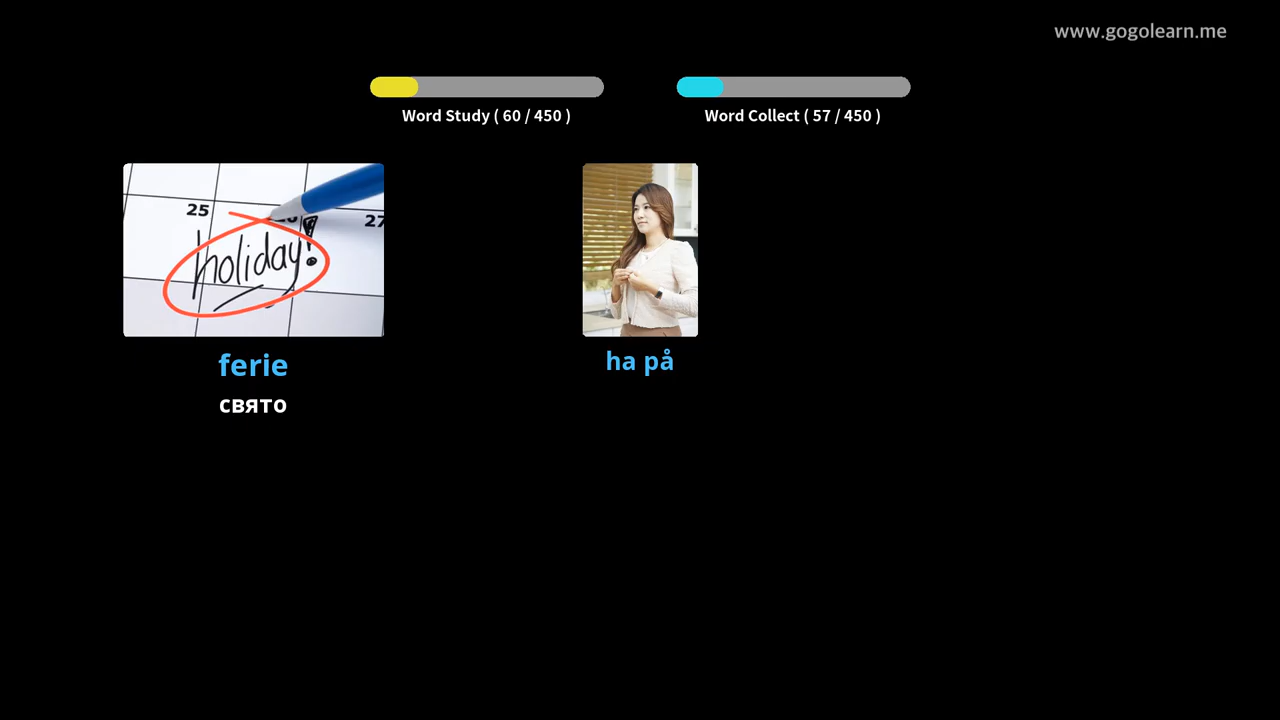 www.gogolearn.me
Word Study ( 60 / 450 )
Word Collect ( 57 / 450 )
25
27
holiday!
ferie
свято
ha på